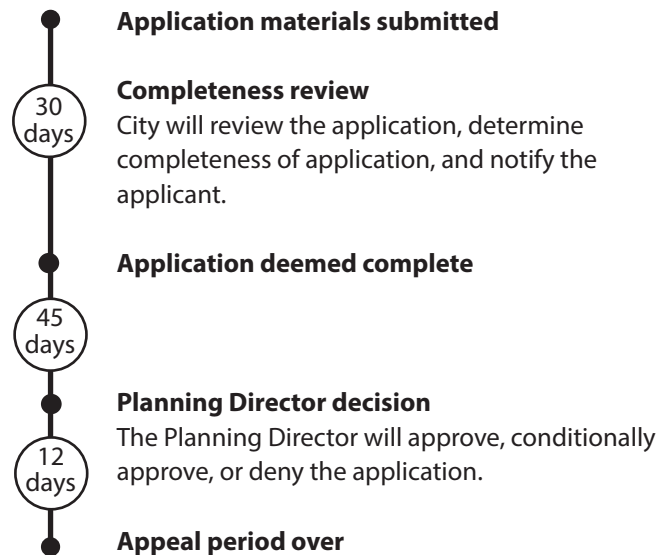 Application materials submitted
30
days
Completeness review
City will review the application, determine
completeness of application, and notify the
applicant.
Application deemed complete
45
days
Planning Director decision
The Planning Director will approve, conditionally
approve, or deny the application.
12
days
Appeal period over